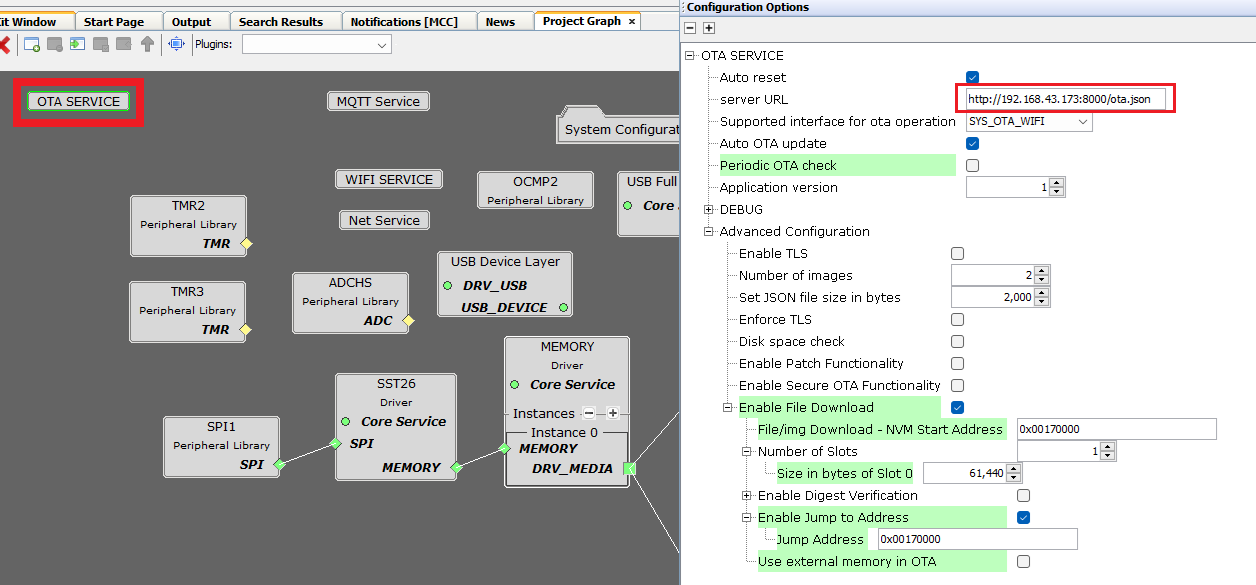 Kit Window
Start Page
Output
Search Results
Notifications [MCC]
News
Project Graph ×
Plugins:
OTA SERVICE
MQTT Service
System Configurat
WIFI SERVICE
OCMP2
Peripheral Library
USB Full
Core
Net Service
TMR2
Peripheral Library
TMR
USB Device Layer
DRV_USB
USB_DEVICE
ADCHS
Peripheral Library
ADC
TMR3
Peripheral Library
TMR
MEMORY
Driver
Core Service
Instances
Instance 0
MEMORY
DRV_MEDIA
SST26
Driver
Core Service
SPI
MEMORY
SPI1
Peripheral Library
SPI
Configuration Options
OTA SERVICE
Auto reset
server URL http://192.168.43.173:8000/ota.json
Supported interface for ota operation SYS_OTA_WIFI
Auto OTA update
Periodic OTA check
Application version 1
DEBUG
Advanced Configuration
Enable TLS
Number of images 2
Set JSON file size in bytes 2,000
Enforce TLS
Disk space check
Enable Patch Functionality
Enable Secure OTA Functionality
Enable File Download
File/img Download - NVM Start Address 0x00170000
Number of Slots 1
Size in bytes of Slot 0 61,440
Enable Digest Verification
Enable Jump to Address
Jump Address 0x00170000
Use external memory in OTA